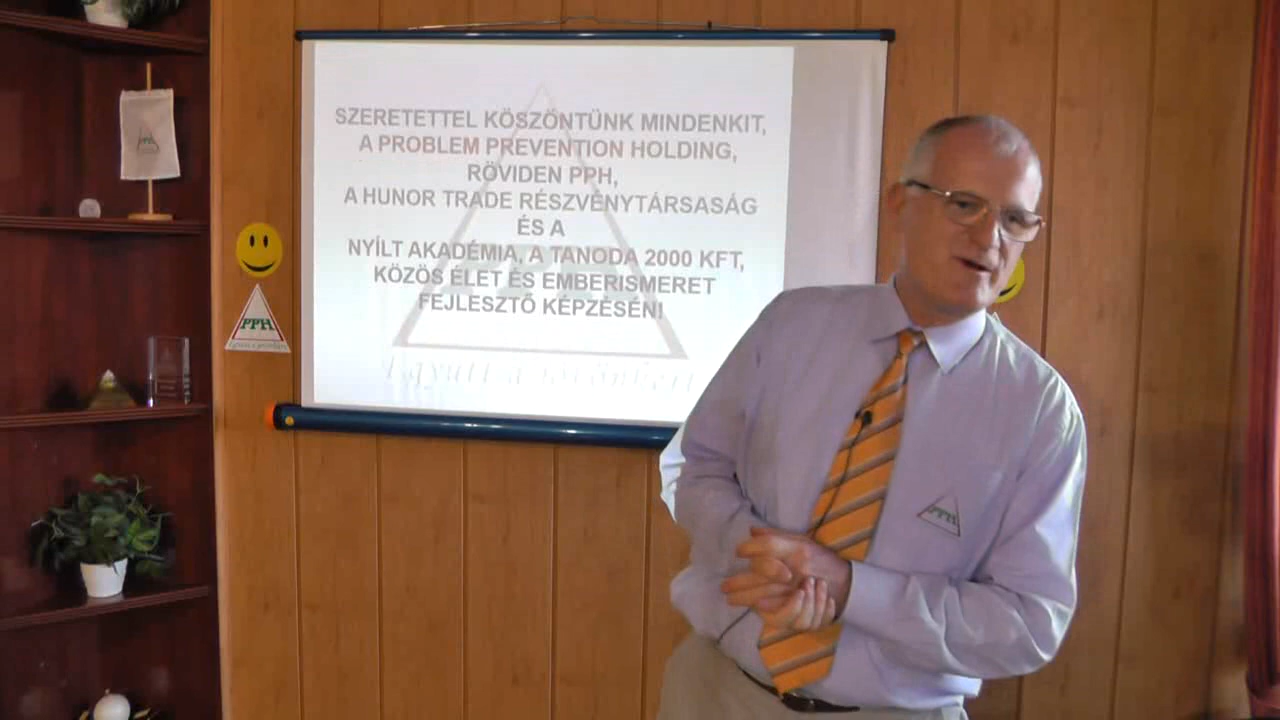 SZERETETTEL KÖSZÖNTÜNK MINDENKIT,
A PROBLEM PREVENTION HOLDING,
RÖVIDEN PPH,
A HUNOR TRADE RÉSZVÉNYTÁRSASÁG
ÉS A
NYÍLT AKADÉMIA, A TANODA 2000 KFT,
KÖZÖS ÉLET ÉS EMBERISMERET
FEJLESZTŐ KÉPZÉSÉN!
Együtt a
PPH
PPH
PPH